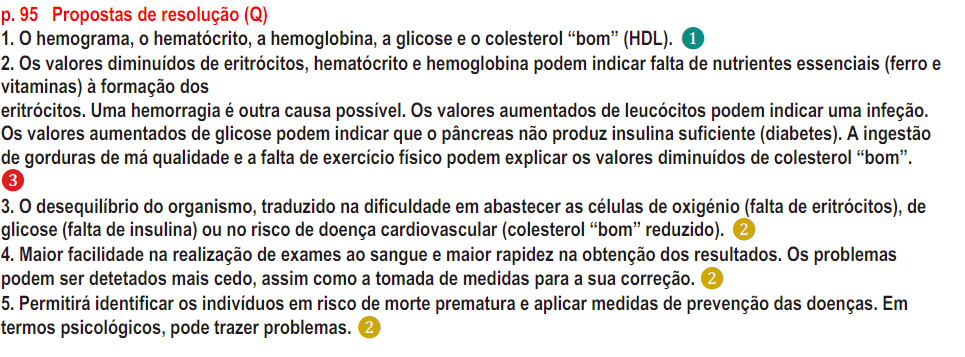 p. 95 Propostas de resolução (Q)
1. O hemograma, o hematócrito, a hemoglobina, a glicose e o colesterol “bom” (HDL). 1
2. Os valores diminuídos de eritrócitos, hematócrito e hemoglobina podem indicar falta de nutrientes essenciais (ferro e
vitaminas) à formação dos
eritrócitos. Uma hemorragia é outra causa possível. Os valores aumentados de leucócitos podem indicar uma infeção.
Os valores aumentados de glicose podem indicar que o pâncreas não produz insulina suficiente (diabetes). A ingestão
de gorduras de má qualidade e a falta de exercício físico podem explicar os valores diminuídos de colesterol “bom”.
3
3. O desequilíbrio do organismo, traduzido na dificuldade em abastecer as células de oxigénio (falta de eritrócitos), de
glicose (falta de insulina) ou no risco de doença cardiovascular (colesterol “bom” reduzido). 2
4. Maior facilidade na realização de exames ao sangue e maior rapidez na obtenção dos resultados. Os problemas
podem ser detetados mais cedo, assim como a tomada de medidas para a sua correção. 2
5. Permitirá identificar os indivíduos em risco de morte prematura e aplicar medidas de prevenção das doenças. Em
termos psicológicos, pode trazer problemas. 2